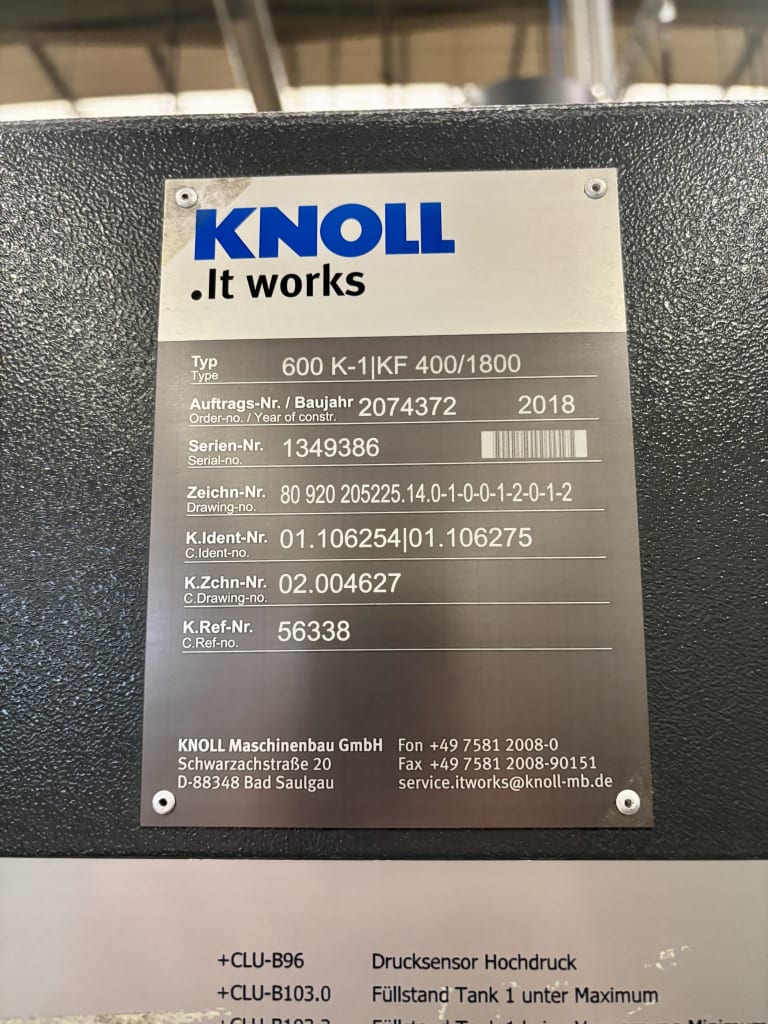 KNOLL
.It works
Typ 600 K-1|KF 400/1800
Type
Auftrags-Nr. / Baujahr 2074372 2018
Order-no. / Year of constr.
Serien-Nr. 1349386
Serial-no.
Zeichn-Nr. 80 920 205225.14.0-1-0-0-1-2-0-1-2
Drawing-no.
K.Ident-Nr. 01.106254|01.106275
C.Ident-no.
K.Zchn-Nr. 02.004627
C.Drawing-no.
K.Ref-Nr. 56338
C.Ref-no.
KNOLL Maschinenbau GmbH Fon +49 7581 2008-0
Schwarzachstraße 20 Fax +49 7581 2008-90151
D-88348 Bad Saulgau service.itworks@knoll-mb.de
+CLU-B96 Drucksensor Hochdruck
+CLU-B103.0 Füllstand Tank 1 unter Maximum